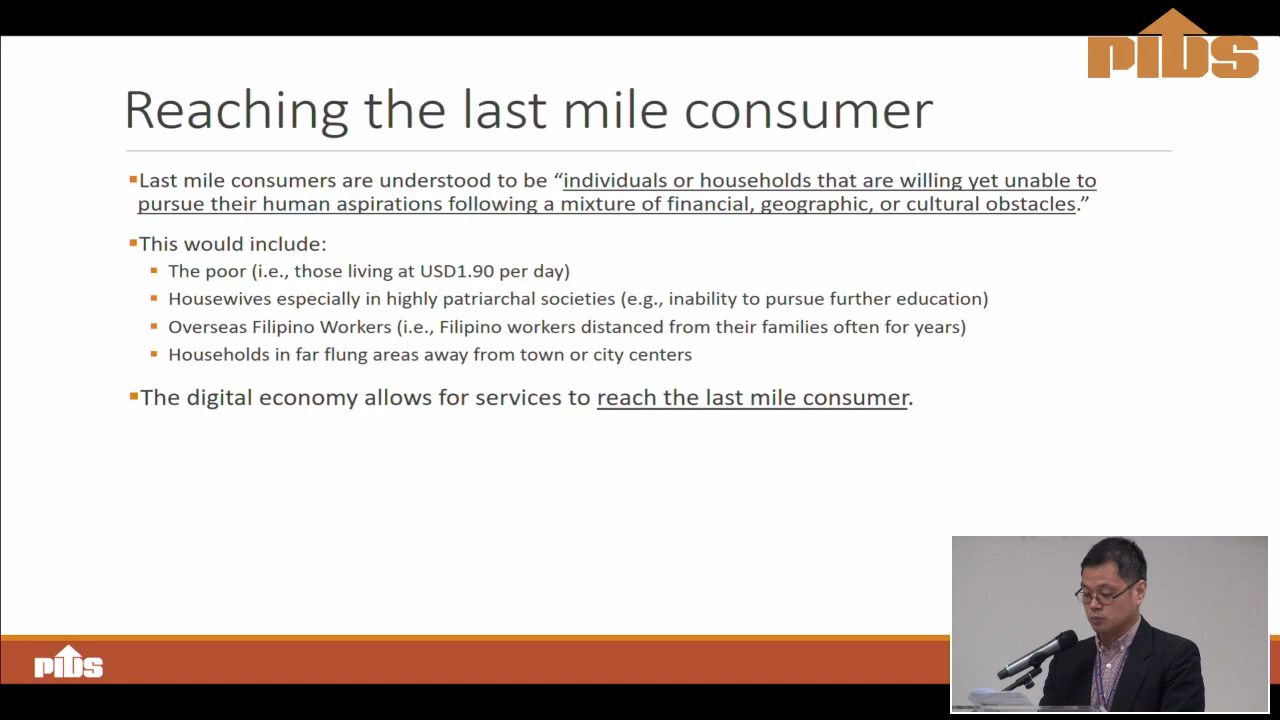 PIDS
Reaching the last mile consumer
Last mile consumers are understood to be “individuals or households that are willing yet unable to
pursue their human aspirations following a mixture of financial, geographic, or cultural obstacles.”
This would include:
The poor (i.e., those living at USD1.90 per day)
Housewives especially in highly patriarchal societies (e.g., inability to pursue further education)
Overseas Filipino Workers (i.e., Filipino workers distanced from their families often for years)
Households in far flung areas away from town or city centers
The digital economy allows for services to reach the last mile consumer.
PIDS